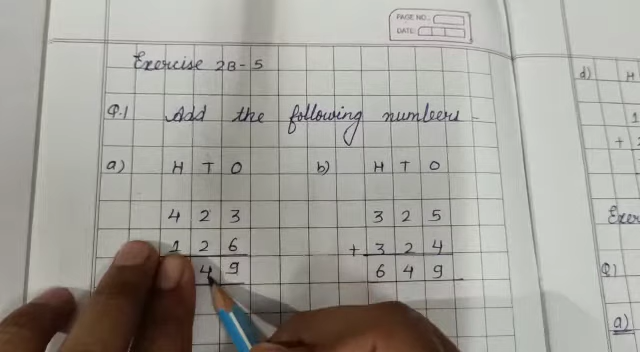 PAGE NO.:
DATE:
Exercise 2B-5
Q.1 Add the following numbers -
a) H T O
4 2 3
1 2 6
4 9
b) H T O
3 2 5
+ 3 2 4
6 4 9
d) H
1
+
Exer
Q1
a)